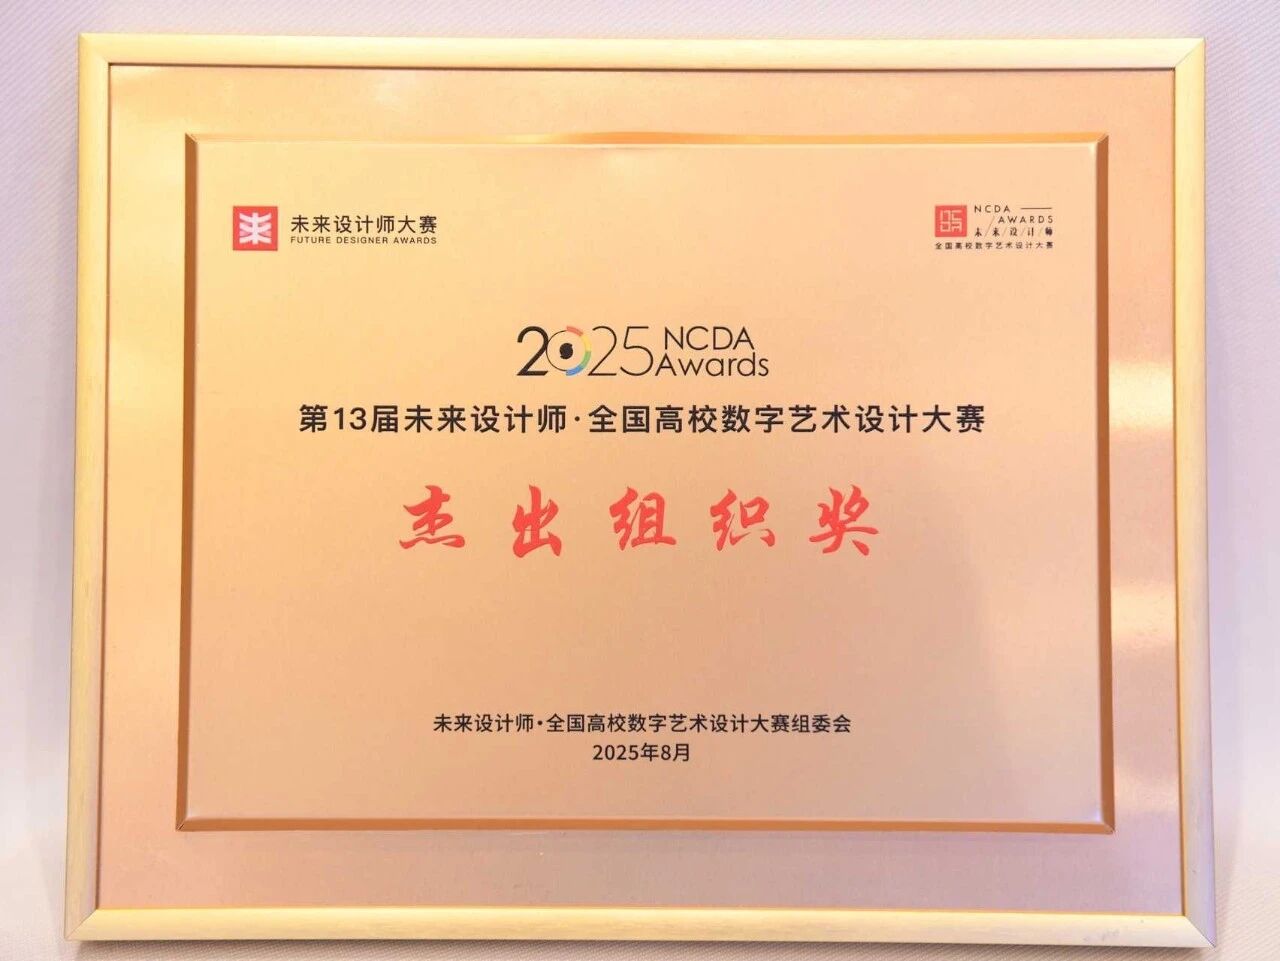 未来设计师大赛
FUTURE DESIGNER AWARDS
NCDA
AWARDS
未/来/设/计/师
全国高校数字艺术设计大赛
2025 NCDA
Awards
第13届未来设计师·全国高校数字艺术设计大赛
杰出组织奖
未来设计师·全国高校数字艺术设计大赛组委会
2025年8月